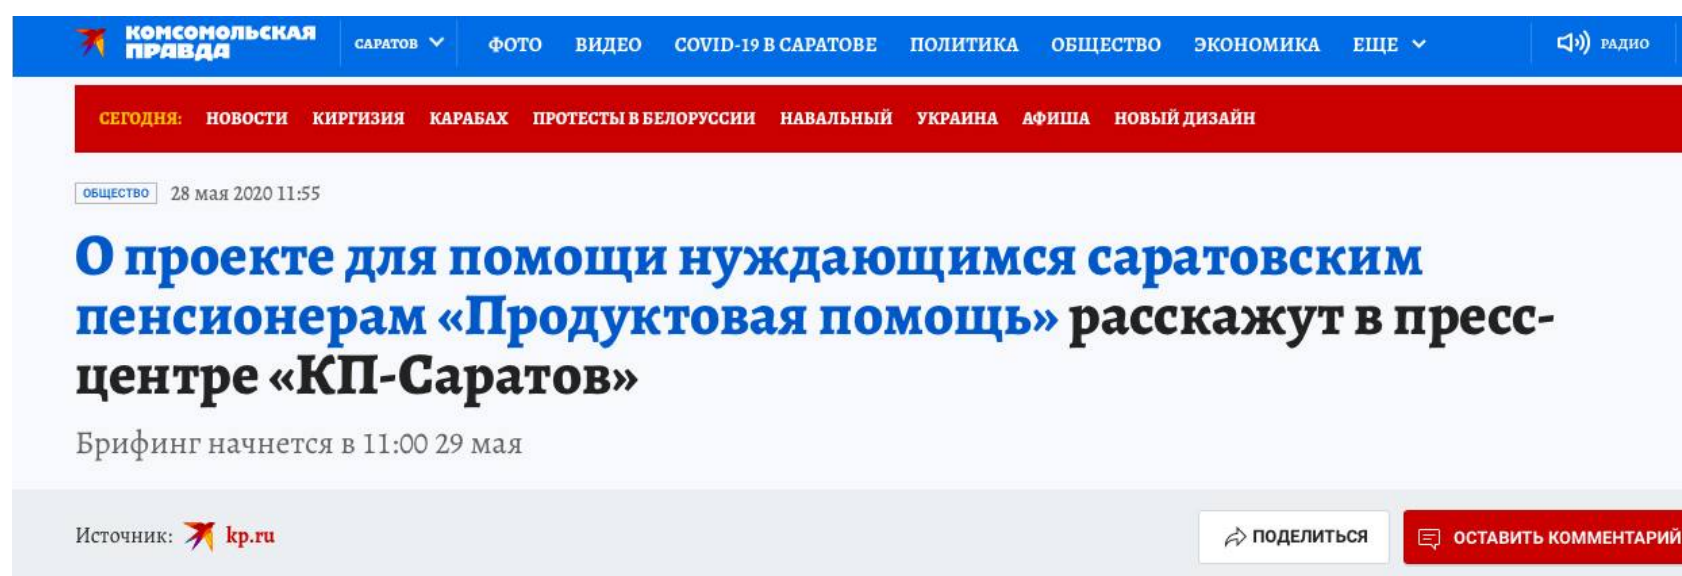 КОМСОМОЛЬСКАЯ
ПРАВДА
САРАТОВ
ФОТО ВИДЕО COVID-19 В САРАТОВЕ ПОЛИТИКА ОБЩЕСТВО ЭКОНОМИКА ЕЩЕ
РАДИО
СЕГОДНЯ: НОВОСТИ КИРГИЗИЯ КАРАБАХ ПРОТЕСТЫ В БЕЛОРУССИИ НАВАЛЬНЫЙ УКРАИНА АФИША НОВЫЙ ДИЗАЙН
ОБЩЕСТВО 28 мая 2020 11:55
О проекте для помощи нуждающимся саратовским
пенсионерам «Продуктовая помощь» расскажут в пресс-
центре «КП-Саратов»
Брифинг начнется в 11:00 29 мая
Источник: kp.ru
ПОДЕЛИТЬСЯ
ОСТАВИТЬ КОММЕНТАРИЙ